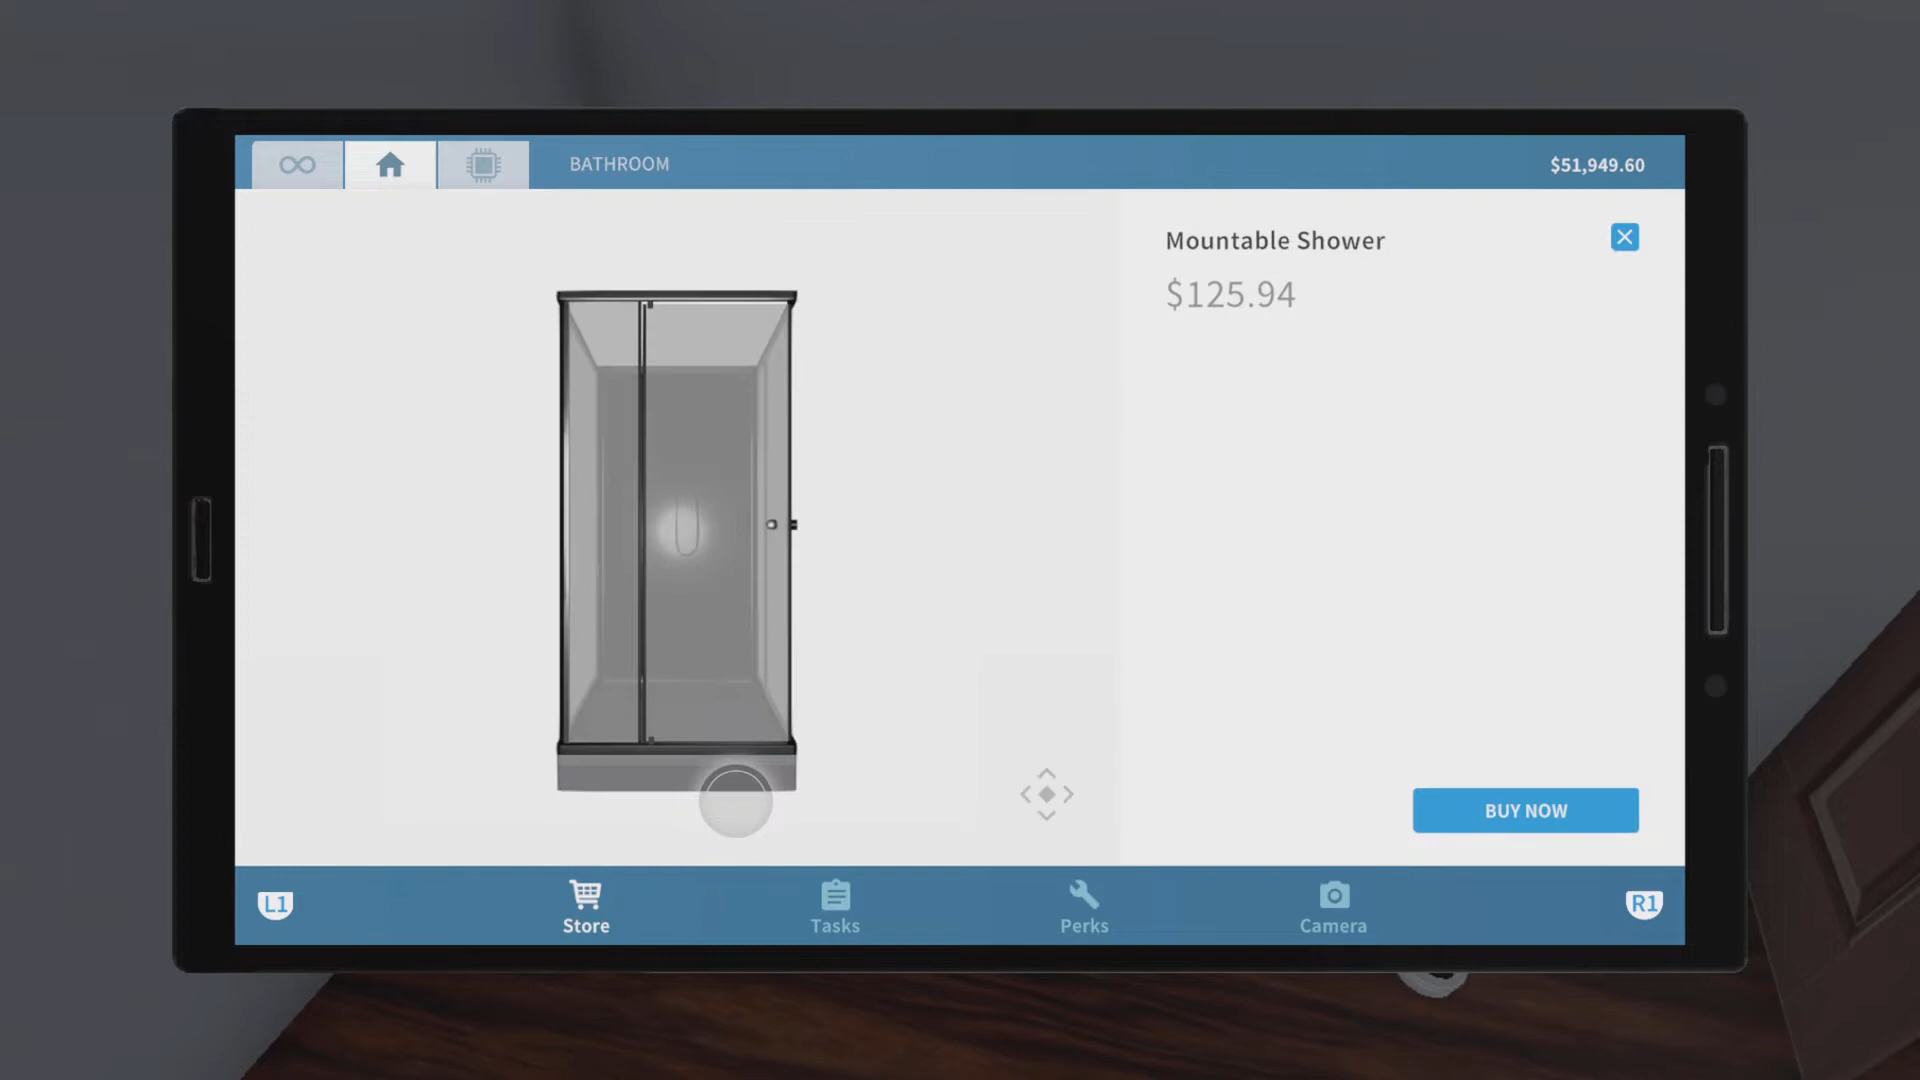 BATHROOM
$51,949.60
Mountable Shower
$125.94
BUY NOW
L1
Store
Tasks
Perks
Camera
R1